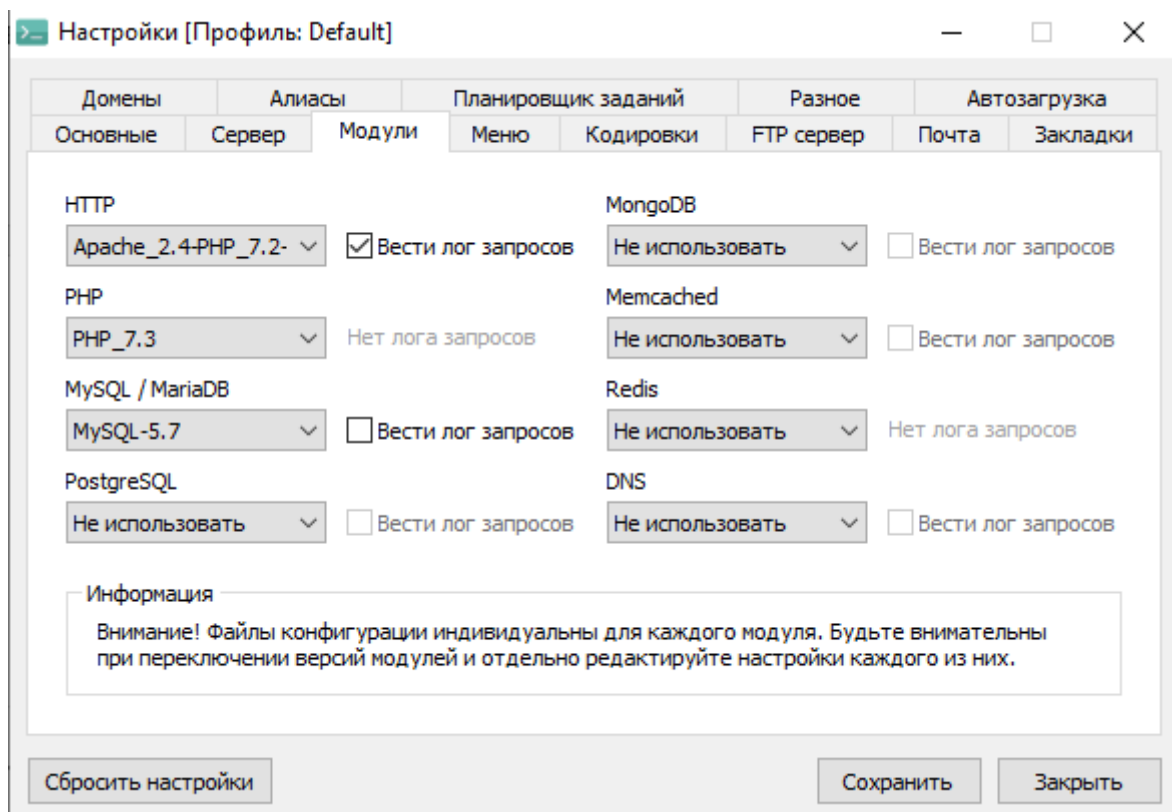 Настройки [Профиль: Default]
Домены Алиасы Планировщик заданий Разное Автозагрузка
Основные Сервер Модули Меню Кодировки FTP сервер Почта Закладки
HTTP MongoDB
Apache_2.4-PHP_7.2- Вести лог запросов Не использовать Вести лог запросов
PHP Memcached
PHP_7.3 Нет лога запросов Не использовать Вести лог запросов
MySQL / MariaDB Redis
MySQL-5.7 Вести лог запросов Не использовать Нет лога запросов
PostgreSQL DNS
Не использовать Вести лог запросов Не использовать Вести лог запросов
Информация
Внимание! Файлы конфигурации индивидуальны для каждого модуля. Будьте внимательны
при переключении версий модулей и отдельно редактируйте настройки каждого из них.
Сбросить настройки Сохранить Закрыть